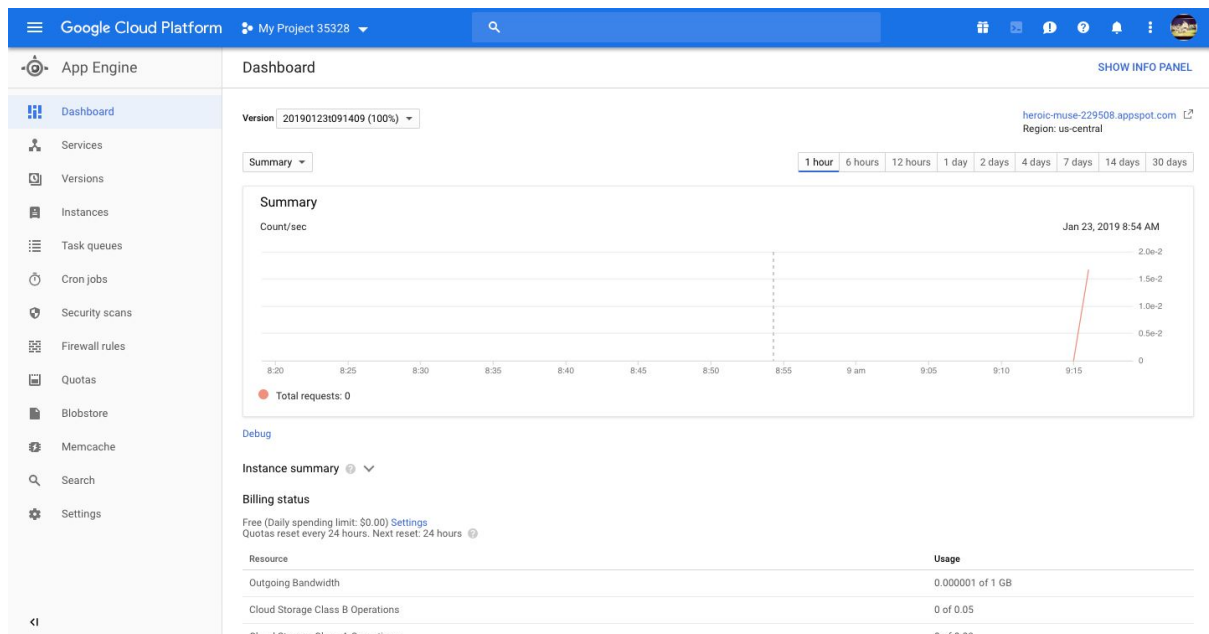 Google Cloud Platform My Project 35328
App Engine
Dashboard
SHOW INFO PANEL
Dashboard
Services
Versions
Instances
Task queues
Cron jobs
Security scans
Firewall rules
Quotas
Blobstore
Memcache
Search
Settings
Version 20190123t091409 (100%)
heroic-muse-229508.appspot.com
Region: us-central
Summary
1 hour 6 hours 12 hours 1 day 2 days 4 days 7 days 14 days 30 days
Summary
Count/sec Jan 23, 2019 8:54 AM
2.0e-2
1.5e-2
1.0e-2
0.5e-2
0
8:20 8:25 8:30 8:35 8:40 8:45 8:50 8:55 9 am 9:05 9:10 9:15
Total requests: 0
Debug
Instance summary
Billing status
Free (Daily spending limit: $0.00) Settings
Quotas reset every 24 hours. Next reset: 24 hours
Resource Usage
Outgoing Bandwidth 0.000001 of 1 GB
Cloud Storage Class B Operations 0 of 0.05